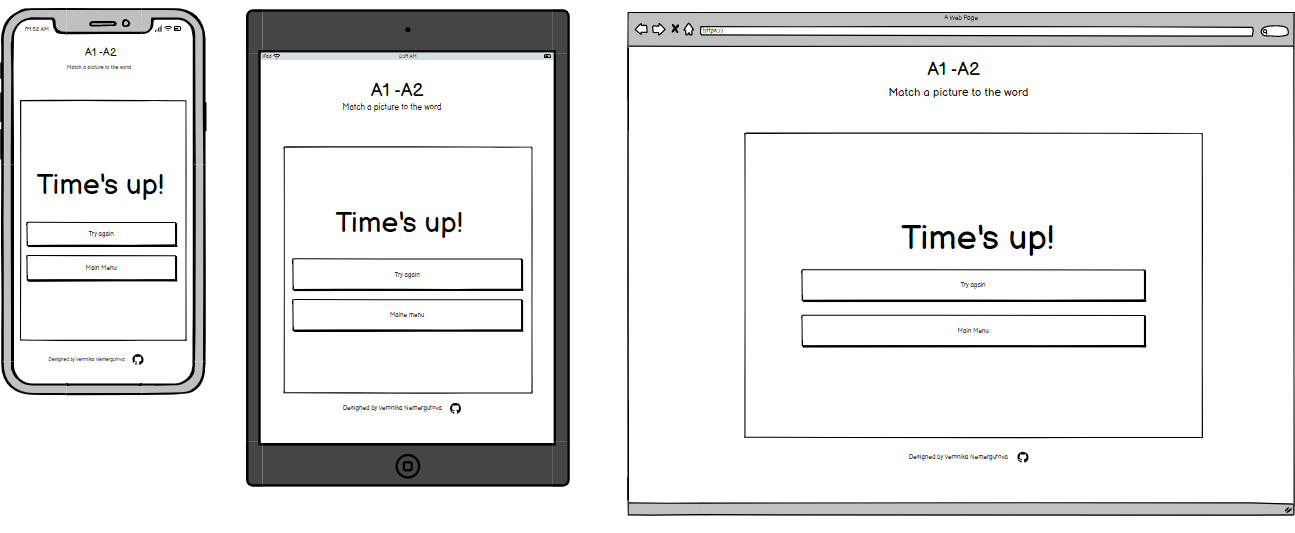 09:52 AM
A1 -A2
Match a picture to the word
Time's up!
Try again
Main Menu
Designed by Veronika Nemergutova
iPad
A1 -A2
Match a picture to the word
Time's up!
Try again
Maine menu
Designed by Veronika Nemergutova
A Web Page
https://
A1 -A2
Match a picture to the word
Time's up!
Try again
Main Menu
Designed by Veronika Nemergutova